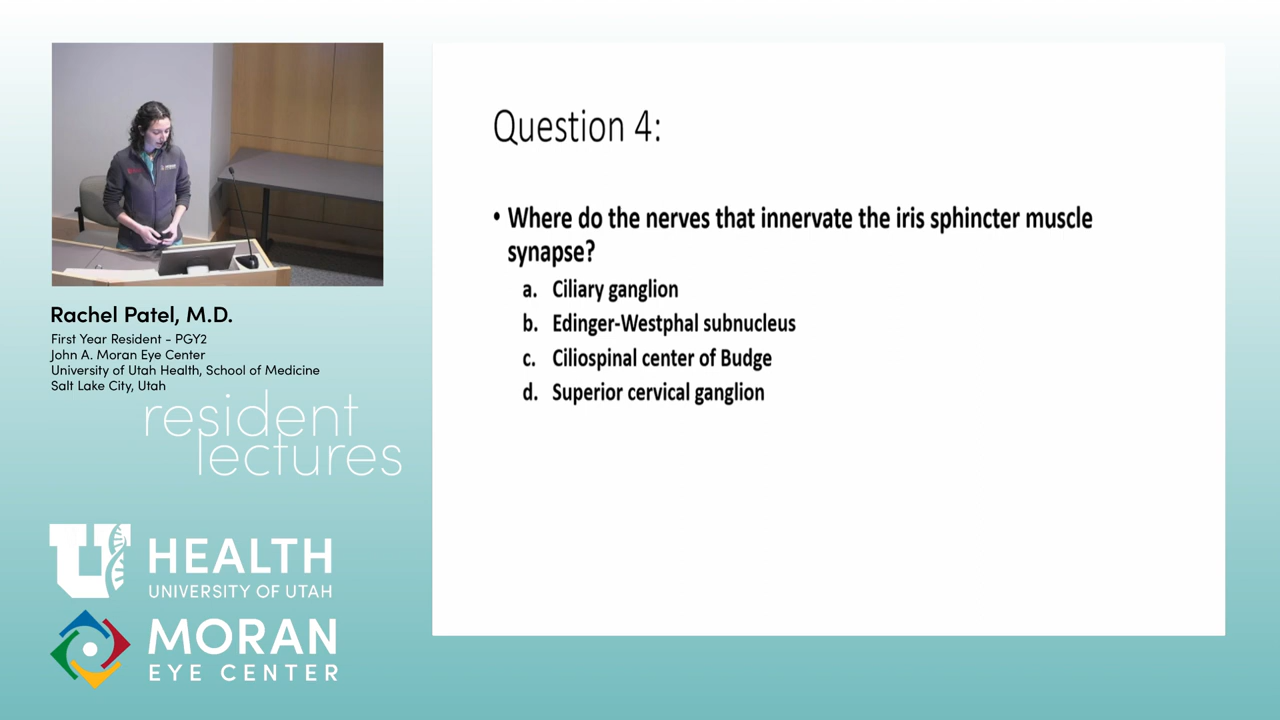 Rachel Patel, M.D.
First Year Resident - PGY2
John A. Moran Eye Center
University of Utah Health, School of Medicine
Salt Lake City, Utah
resident
lectures
U HEALTH
UNIVERSITY OF UTAH
MORAN
EYE CENTER
Question 4:
• Where do the nerves that innervate the iris sphincter muscle
synapse?
a. Ciliary ganglion
b. Edinger-Westphal subnucleus
c. Ciliospinal center of Budge
d. Superior cervical ganglion